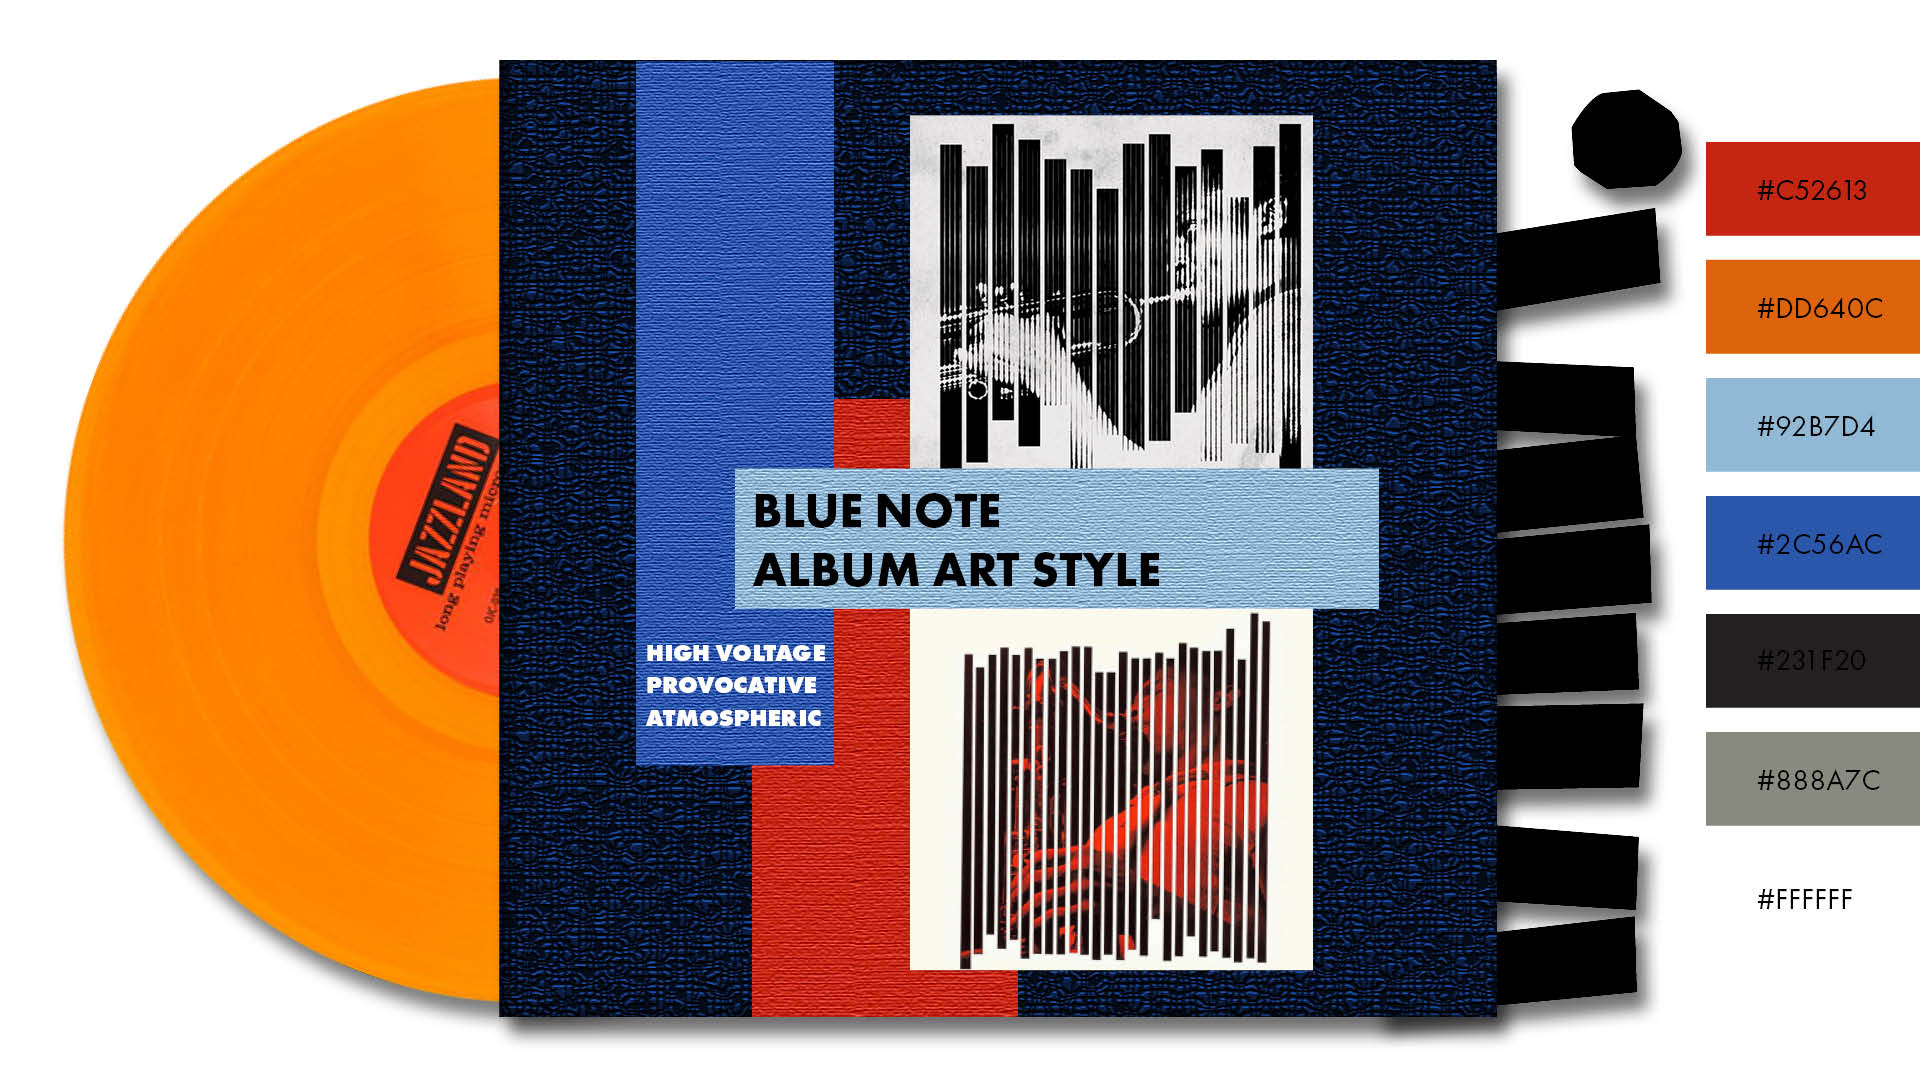 JAZZLAND
long playing
BLUE NOTE
ALBUM ART STYLE
HIGH VOLTAGE
PROVOCATIVE
ATMOSPHERIC
#C52613
#DD640C
#92B7D4
#2C56AC
#231F20
#888A7C
#FFFFFF